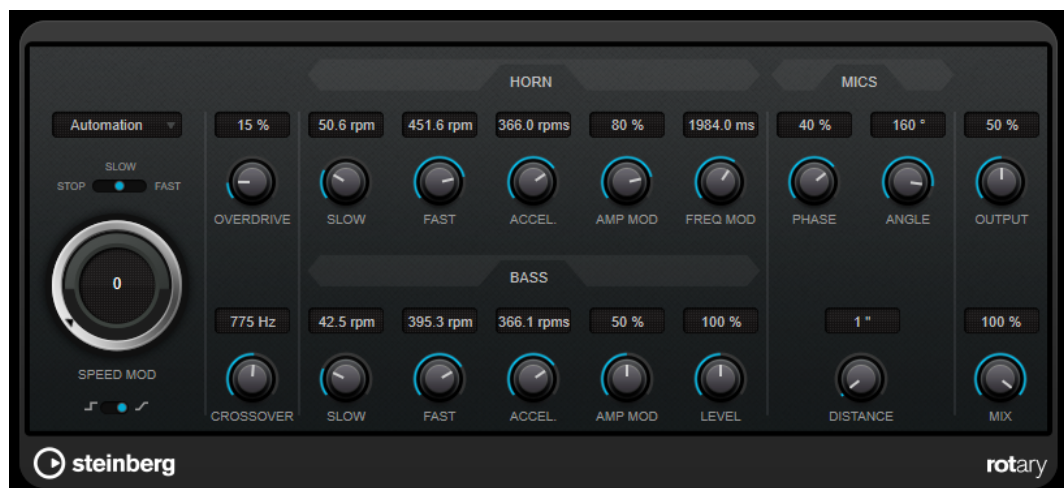 HORN MICS
Automation 15 % 50.6 rpm 451.6 rpm 366.0 rpms 80 % 1984.0 ms 40 % 160 ° 50 %
SLOW
STOP FAST
OVERDRIVE SLOW FAST ACCEL. AMP MOD FREQ MOD PHASE ANGLE OUTPUT
BASS
0
775 Hz 42.5 rpm 395.3 rpm 366.1 rpms 50 % 100 % 1 " 100 %
SPEED MOD
CROSSOVER SLOW FAST ACCEL. AMP MOD LEVEL DISTANCE MIX
steinberg rotary